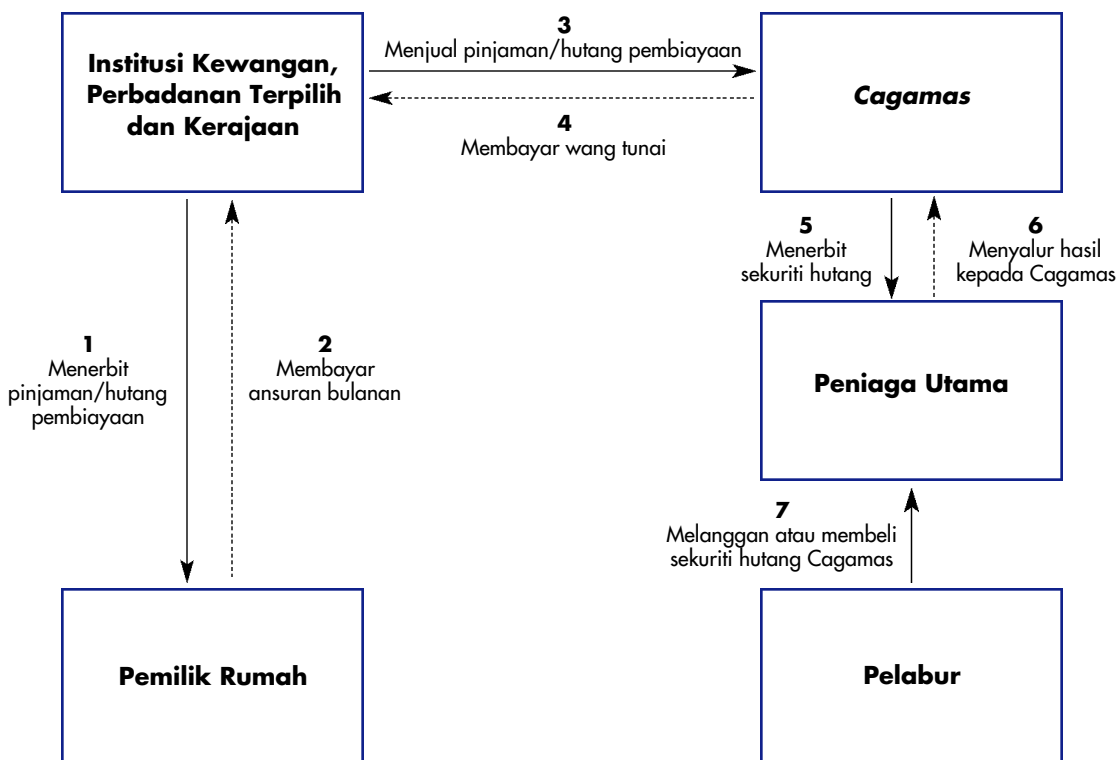 Institusi Kewangan,
Perbadanan Terpilih
dan Kerajaan
3
Menjual pinjaman/hutang pembiayaan
4
Membayar wang tunai
Cagamas
5
Menerbit
sekuriti hutang
6
Menyalur hasil
kepada Cagamas
1
Menerbit
pinjaman/hutang
pembiayaan
2
Membayar
ansuran bulanan
Peniaga Utama
7
Melanggan atau membeli
sekuriti hutang Cagamas
Pemilik Rumah
Pelabur